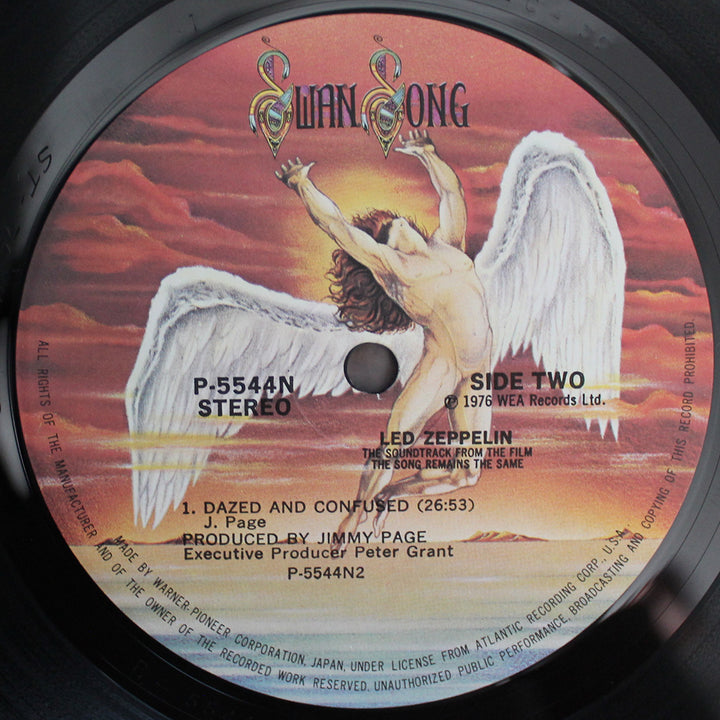 SWAN SONG
P-5544N
STEREO
SIDE TWO
℗ 1976 WEA Records Ltd.
LED ZEPPELIN
THE SOUNDTRACK FROM THE FILM
THE SONG REMAINS THE SAME
1. DAZED AND CONFUSED (26:53)
J. Page
PRODUCED BY JIMMY PAGE
Executive Producer Peter Grant
P-5544N2
MADE BY WARNER-PIONEER CORPORATION, JAPAN, UNDER LICENSE FROM ATLANTIC RECORDING CORP., U.S.A.
ALL RIGHTS OF THE MANUFACTURER AND OF THE OWNER OF THE RECORDED WORK RESERVED. UNAUTHORIZED PUBLIC PERFORMANCE, BROADCASTING AND COPYING OF THIS RECORD PROHIBITED.